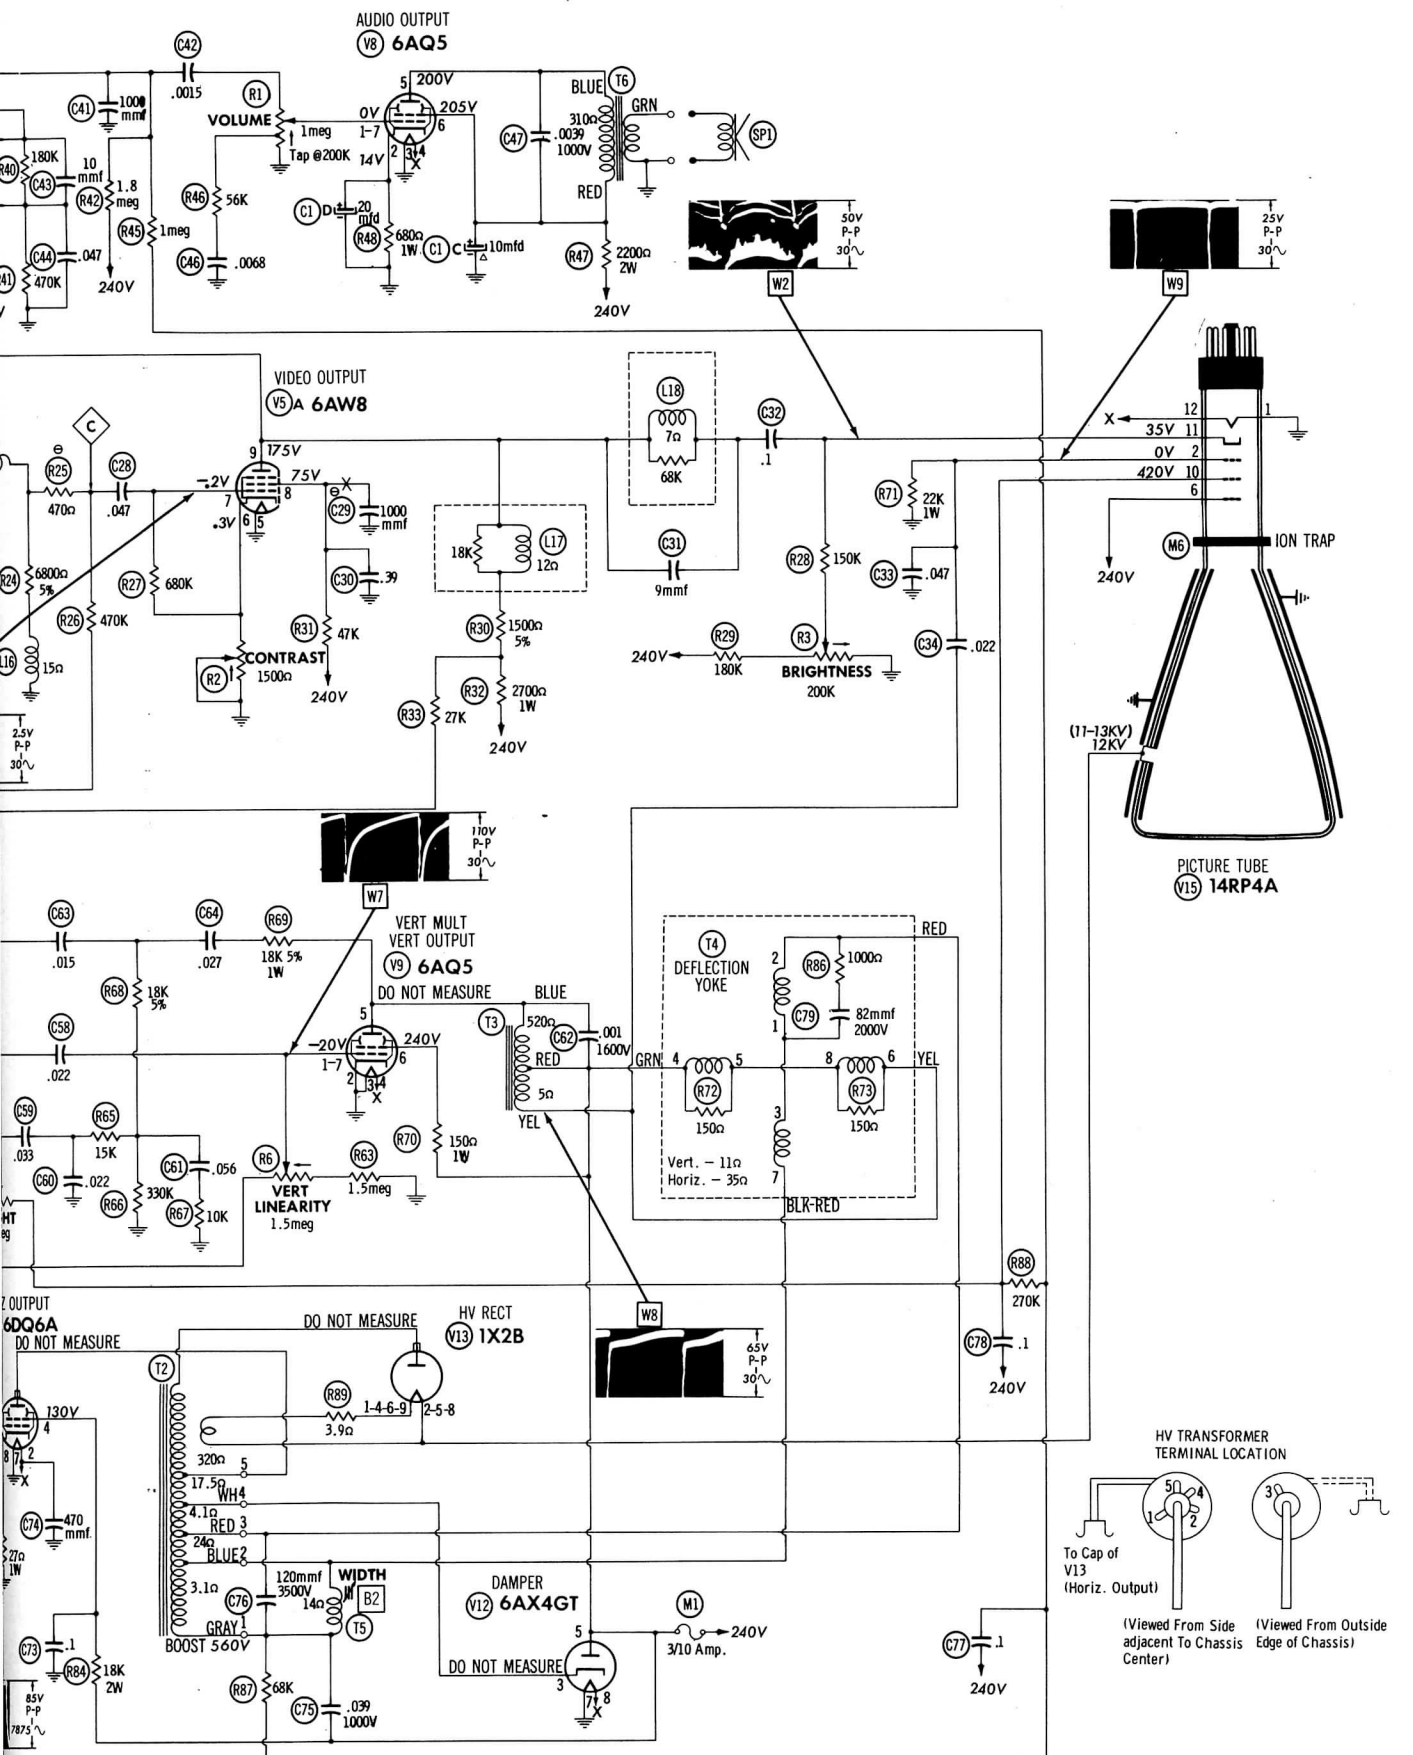 AUDIO OUTPUT
V8 6AQ5
C42
.0015
5 200V
BLUE
T6
C41
1000
mmf
R1
VOLUME
1meg
Tap @200K
0V
1-7
205V
6
14V
2
3
4
X
C47
.0039
1000V
310Ω
GRN
SP1
RED
R40
180K
C43
10
mmf
R42
1.8
meg
R46
56K
C1 D
20
mfd
R48
680Ω
1W
C1 C
10mfd
R45
1meg
R47
2200Ω
2W
50V
P-P
30
25V
P-P
30
C44
.047
470K
240V
C46
.0068
W2
W9
240V
VIDEO OUTPUT
V5 A 6AW8
C
L18
7Ω
68K
C32
.1
X
12
1
35V 11
0V 2
420V 10
6
R25
470Ω
C28
.047
9 175V
-.2V
7
75V
8
.3V
6
5
X
C29
1000
mmf
R71
22K
1W
L17
18K
12Ω
C31
9mmf
M6
ION TRAP
R24
6800Ω
5%
R27
680K
C30
.39
R28
150K
C33
.047
240V
R26
470K
R31
47K
R30
1500Ω
5%
C34
.022
L16
15Ω
R2
CONTRAST
1500Ω
240V
R29
180K
R3
BRIGHTNESS
200K
240V
R33
27K
R32
2700Ω
1W
240V
2.5V
P-P
30
(11-13KV)
12KV
110V
P-P
30
W7
PICTURE TUBE
V15 14RP4A
C63
.015
C64
.027
R69
18K 5%
1W
VERT MULT
VERT OUTPUT
V9 6AQ5
DO NOT MEASURE
BLUE
T4
DEFLECTION
YOKE
RED
2
R86
1000Ω
C79
82mmf
2000V
1
R68
18K
5%
5
T3
520Ω
C62
.001
1600V
C58
.022
-20V
1-7
240V
6
2
3
4
X
RED
5Ω
YEL
GRN 4
5
8
6
YEL
R72
150Ω
R73
150Ω
C59
.033
R65
15K
R70
150Ω
1W
3
7
Vert. - 11Ω
Horiz. - 35Ω
C60
.022
C61
.056
R6
VERT
LINEARITY
1.5meg
R63
1.5meg
R66
330K
R67
10K
BLK-RED
HT
R88
270K
OUTPUT
6DQ6A
DO NOT MEASURE
DO NOT MEASURE
HV RECT
V13 1X2B
W8
65V
P-P
30
C78
.1
240V
T2
130V
4
R89
3.9Ω
1-4-6-9
2-5-8
8
7
2
X
320Ω
5
17.5Ω
WH 4
4.1Ω
RED 3
24Ω
BLUE 2
3.1Ω
GRAY 1
BOOST 560V
HV TRANSFORMER
TERMINAL LOCATION
5
4
1
2
3
To Cap of
V13
(Horiz. Output)
(Viewed From Side
adjacent To Chassis
Center)
(Viewed From Outside
Edge of Chassis)
C74
470
mmf.
27Ω
1W
C76
120mmf
3500V
14Ω
WIDTH
B2
T5
DAMPER
V12 6AX4GT
5
M1
3/10 Amp.
240V
C73
.1
R84
18K
2W
R87
68K
C75
.039
1000V
DO NOT MEASURE
3
7
8
X
C77
.1
240V
85V
P-P
7875